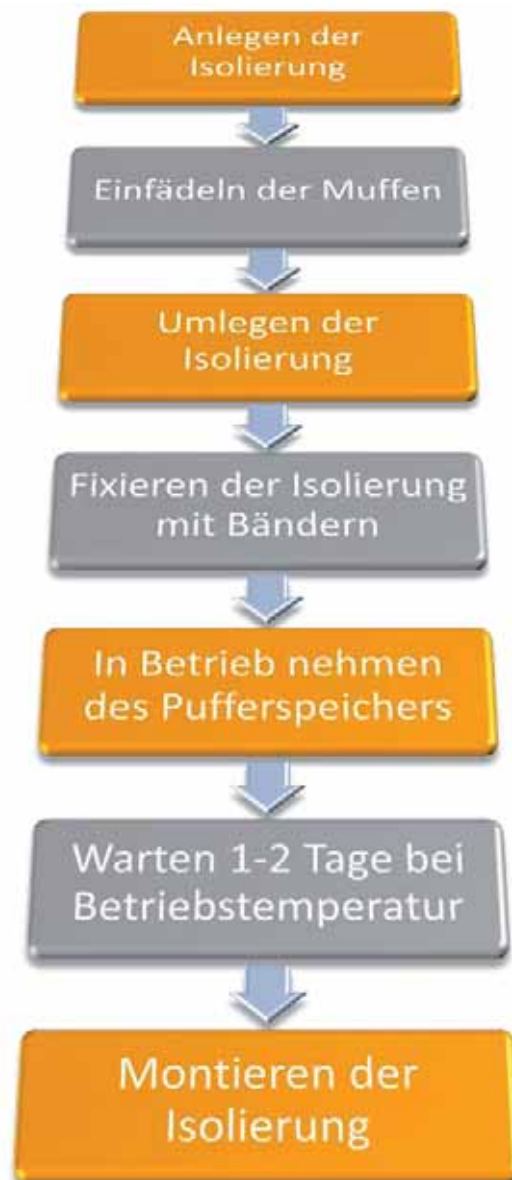 Anlegen der
Isolierung
Einfädeln der Muffen
Umlegen der
Isolierung
Fixieren der Isolierung
mit Bändern
In Betrieb nehmen
des Pufferspeichers
Warten 1-2 Tage bei
Betriebstemperatur
Montieren der
Isolierung